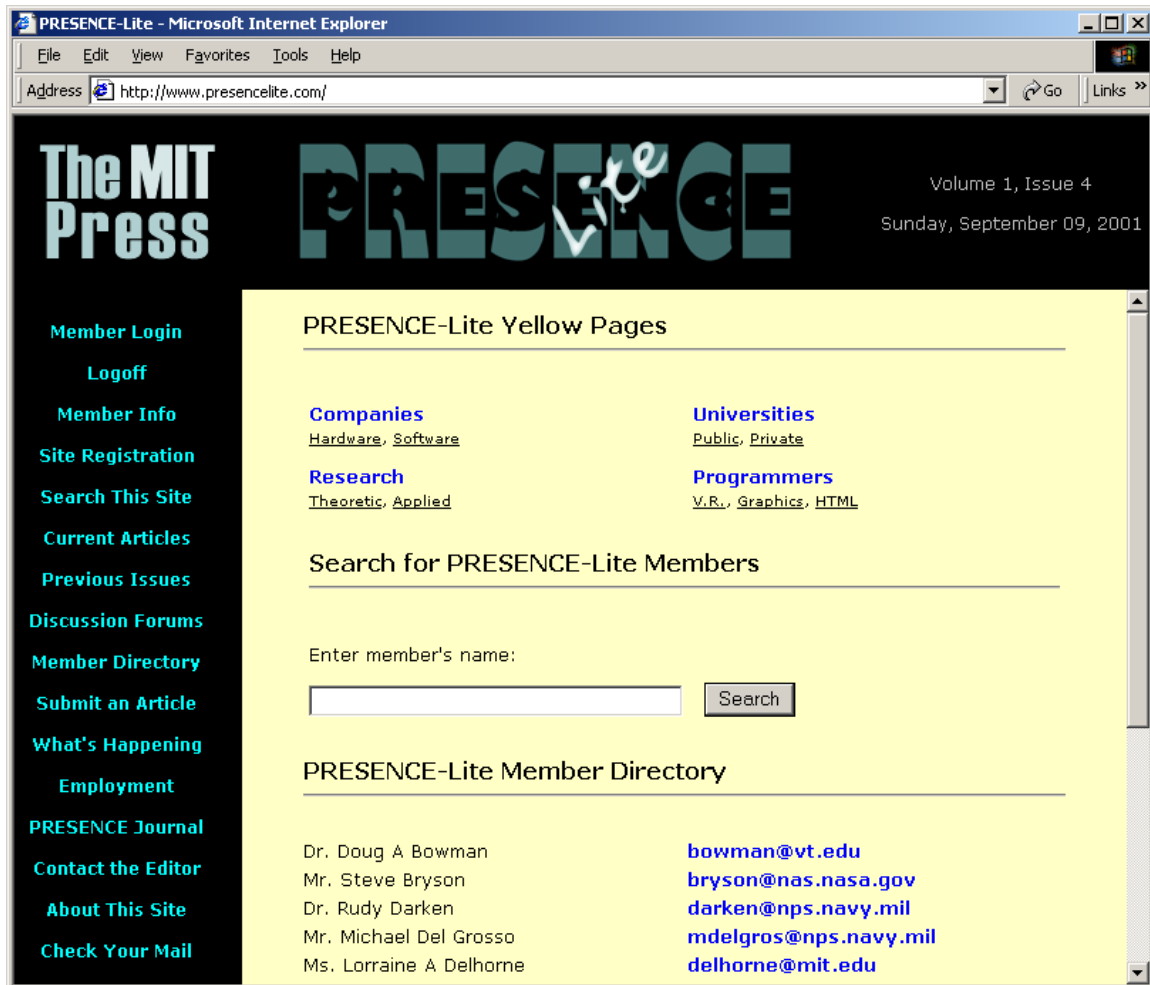 PRESENCE-Lite - Microsoft Internet Explorer
File Edit View Favorites Tools Help
Address http://www.presencelite.com/ Go Links »
The MIT
Press
PRESENCE
Lite
Volume 1, Issue 4
Sunday, September 09, 2001
Member Login
Logoff
Member Info
Site Registration
Search This Site
Current Articles
Previous Issues
Discussion Forums
Member Directory
Submit an Article
What's Happening
Employment
PRESENCE Journal
Contact the Editor
About This Site
Check Your Mail
PRESENCE-Lite Yellow Pages
Companies
Hardware, Software
Universities
Public, Private
Research
Theoretic, Applied
Programmers
V.R., Graphics, HTML
Search for PRESENCE-Lite Members
Enter member's name:
Search
PRESENCE-Lite Member Directory
Dr. Doug A Bowman bowman@vt.edu
Mr. Steve Bryson bryson@nas.nasa.gov
Dr. Rudy Darken darken@nps.navy.mil
Mr. Michael Del Grosso mdelgros@nps.navy.mil
Ms. Lorraine A Delhorne delhorne@mit.edu